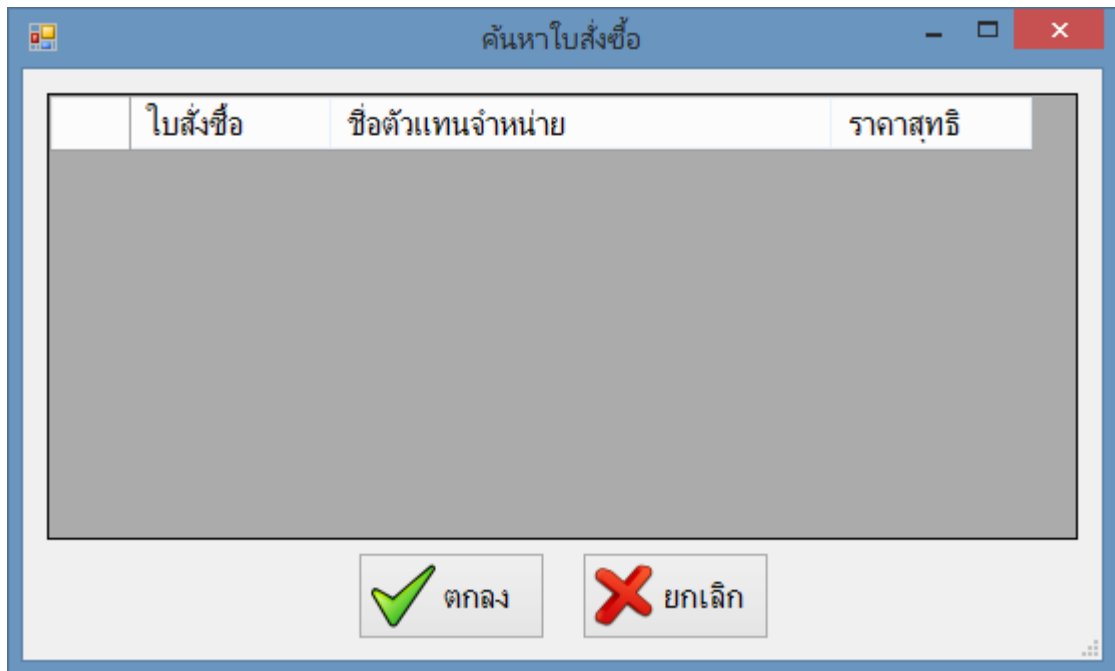 ค้นหาใบสั่งซื้อ
ใบสั่งซื้อ ชื่อตัวแทนจำหน่าย ราคาสุทธิ
ตกลง ยกเลิก